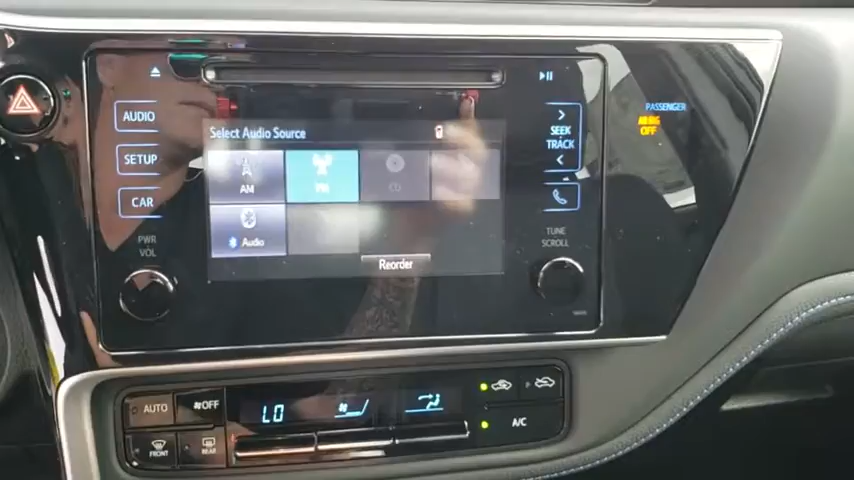 AUDIO
SETUP
CAR
PWR
VOL
Select Audio Source
AM
FM
CD
Audio
Reorder
SEEK
TRACK
TUNE
SCROLL
PASSENGER
AIR BAG
OFF
AUTO
OFF
FRONT
REAR
LO
A/C